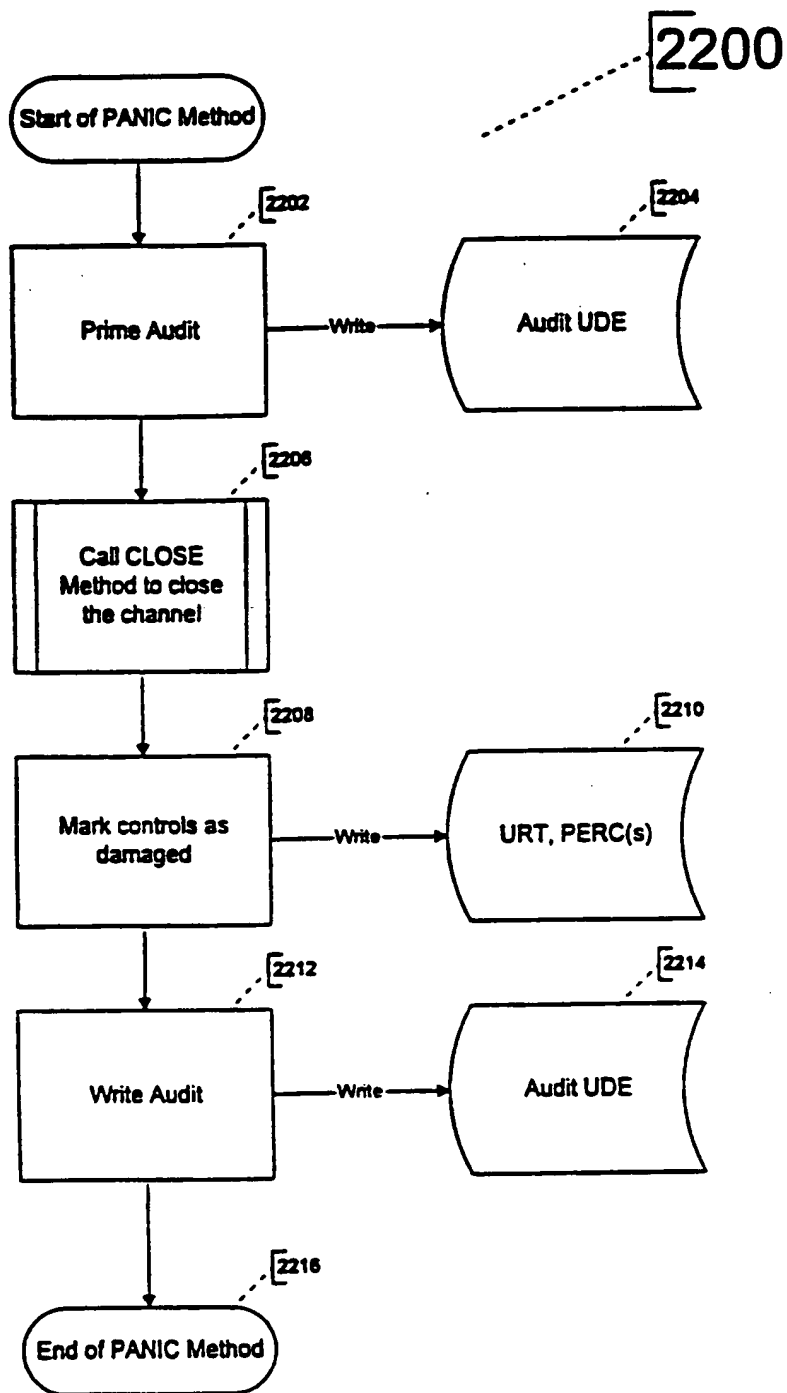 2200
Start of PANIC Method
2202
2204
Prime Audit
Write
Audit UDE
2206
Call CLOSE
Method to close
the channel
2208
2210
Mark controls as
damaged
Write
URT, PERC(s)
2212
2214
Write Audit
Write
Audit UDE
2216
End of PANIC Method